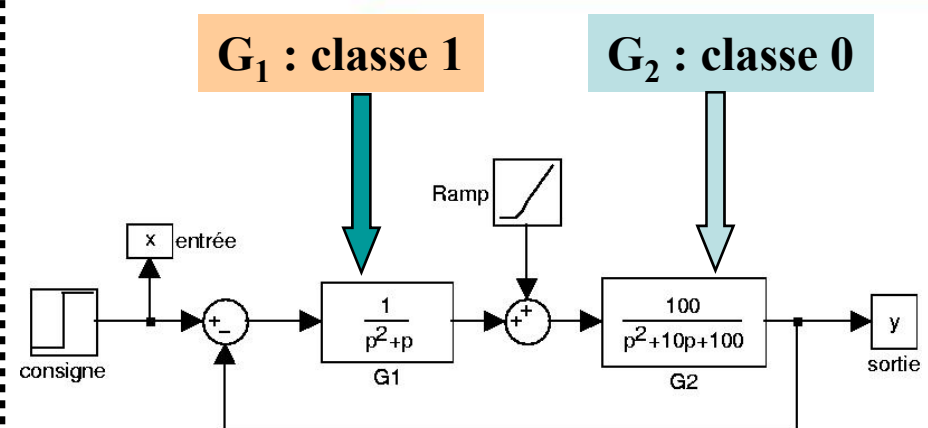 G₁ : classe 1
G₂ : classe 0
Ramp
x
entrée
+
−
1
p²+p
+
+
100
p²+10p+100
y
consigne
G1
G2
sortie